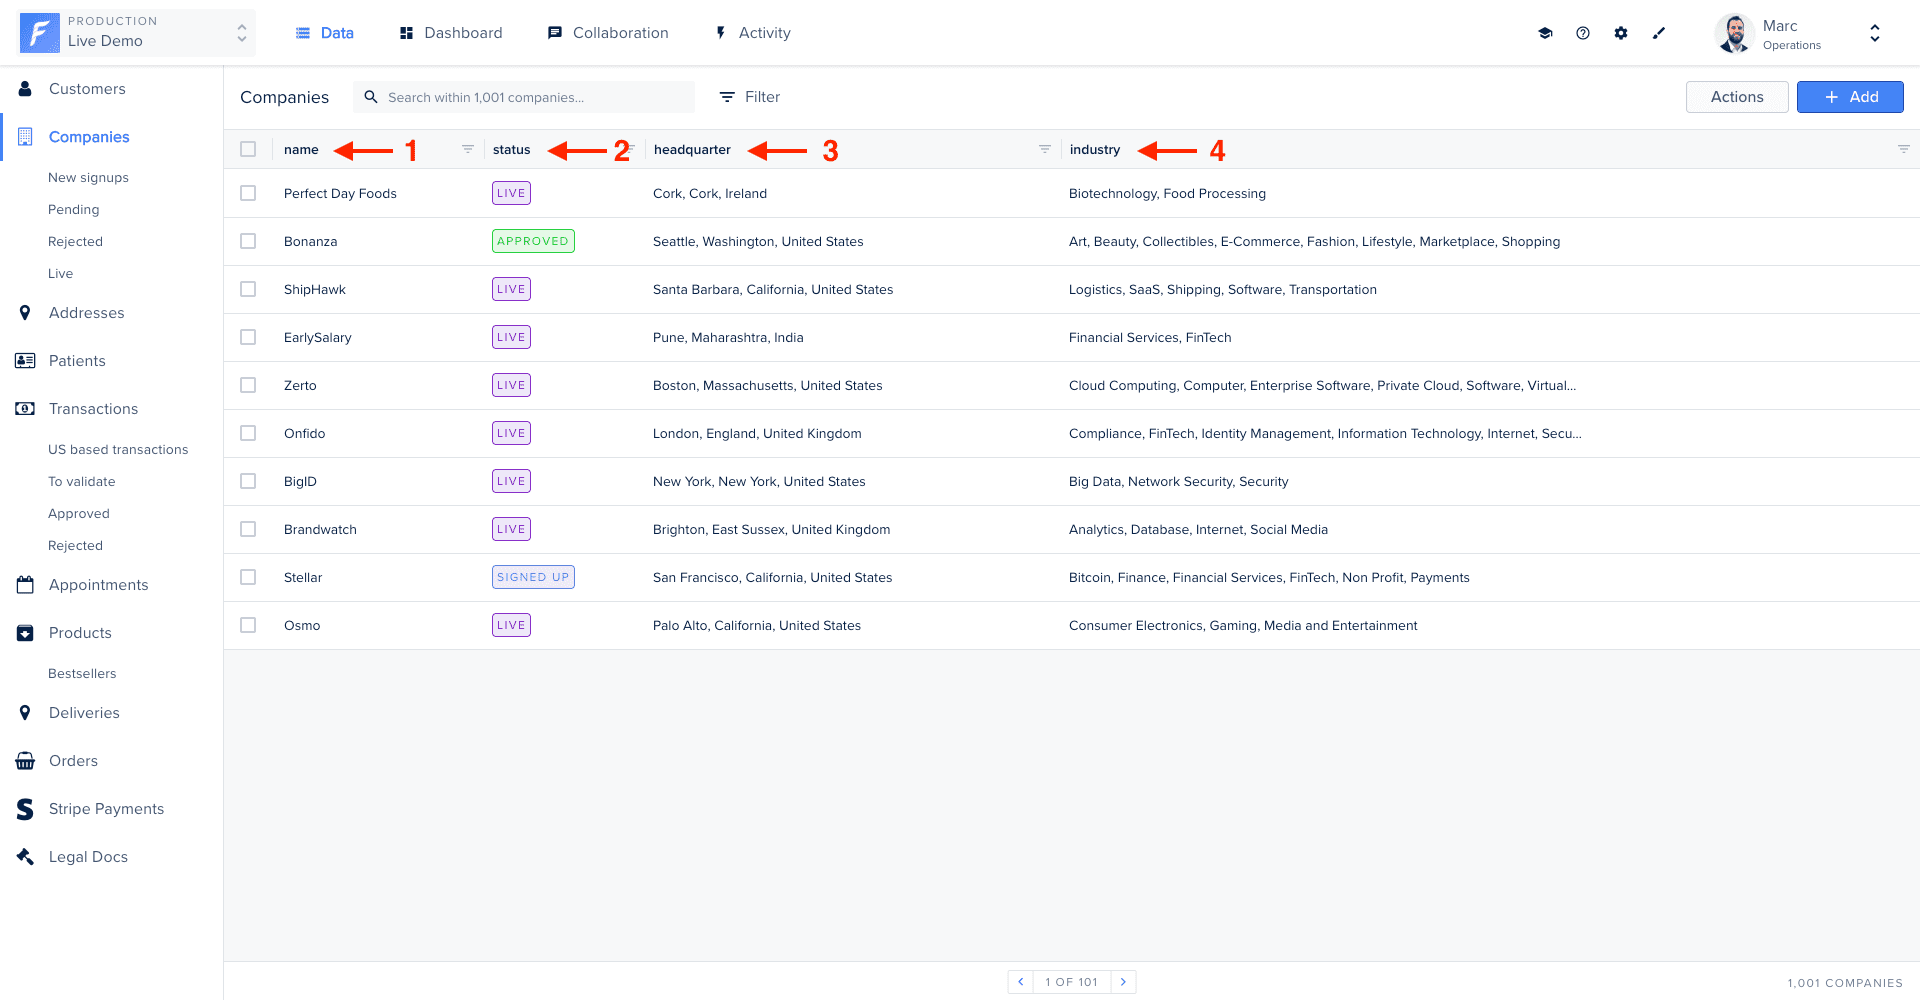 PRODUCTION
Live Demo
Data
Dashboard
Collaboration
Activity
Marc
Operations
Customers
Companies
New signups
Pending
Rejected
Live
Addresses
Patients
Transactions
US based transactions
To validate
Approved
Rejected
Appointments
Products
Bestsellers
Deliveries
Orders
Stripe Payments
Legal Docs
Companies
Search within 1,001 companies...
Filter
Actions
+ Add
name 1 status 2 headquarter 3 industry 4
Perfect Day Foods LIVE Cork, Cork, Ireland Biotechnology, Food Processing
Bonanza APPROVED Seattle, Washington, United States Art, Beauty, Collectibles, E-Commerce, Fashion, Lifestyle, Marketplace, Shopping
ShipHawk LIVE Santa Barbara, California, United States Logistics, SaaS, Shipping, Software, Transportation
EarlySalary LIVE Pune, Maharashtra, India Financial Services, FinTech
Zerto LIVE Boston, Massachusetts, United States Cloud Computing, Computer, Enterprise Software, Private Cloud, Software, Virtual...
Onfido LIVE London, England, United Kingdom Compliance, FinTech, Identity Management, Information Technology, Internet, Secu...
BigID LIVE New York, New York, United States Big Data, Network Security, Security
Brandwatch LIVE Brighton, East Sussex, United Kingdom Analytics, Database, Internet, Social Media
Stellar SIGNED UP San Francisco, California, United States Bitcoin, Finance, Financial Services, FinTech, Non Profit, Payments
Osmo LIVE Palo Alto, California, United States Consumer Electronics, Gaming, Media and Entertainment
1 OF 101
1,001 COMPANIES